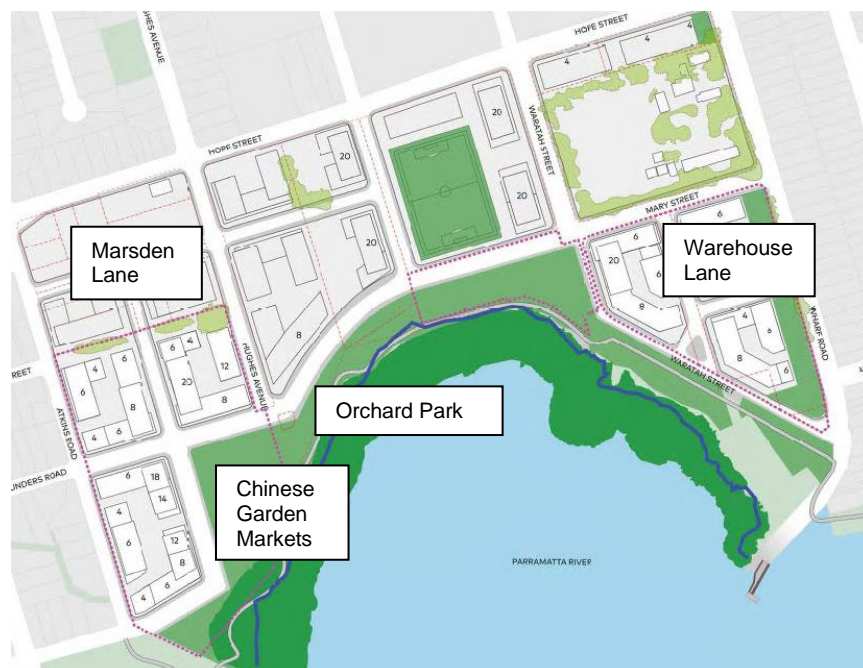 HUGHES AVENUE
HOPE STREET
4
4
20
WARATAH STREET
HOPE STREET
20
20
MARY STREET
6
6
20
6
8
Warehouse
Lane
4
6
8
6
WHARF ROAD
WARATAH STREET
20
8
Marsden
Lane
HUGHES AVENUE
REET
4
6
6
8
4
6
6
4
12
20
8
ATKINS ROAD
UNDERS ROAD
6
18
14
4
6
12
8
6
4
Orchard Park
Chinese
Garden
Markets
PARRAMATTA RIVER